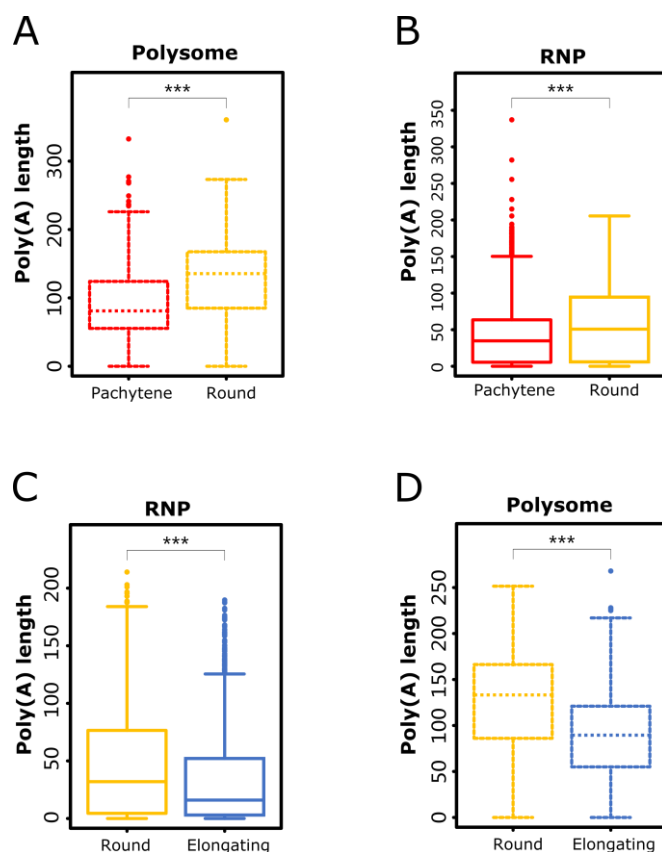 A
Polysome
***
Poly(A) length
0
100
200
300
Pachytene Round
B
RNP
***
Poly(A) length
0
50
100
150
200
250
300
350
Pachytene Round
C
RNP
***
Poly(A) length
0
50
100
150
200
Round Elongating
D
Polysome
***
Poly(A) length
0
50
100
150
200
250
Round Elongating